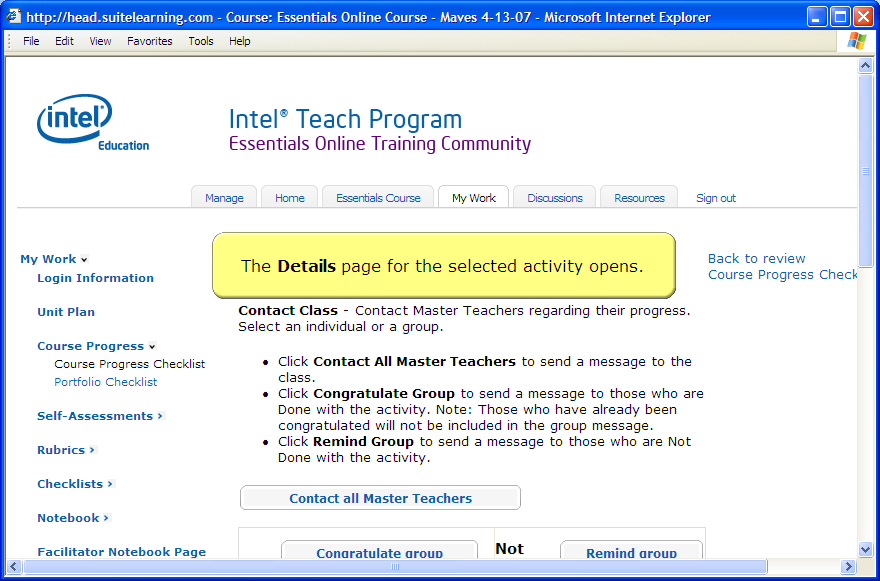 http://head.suitelearning.com - Course: Essentials Online Course - Maves 4-13-07 - Microsoft Internet Explorer
File Edit View Favorites Tools Help
intel
Education
Intel® Teach Program
Essentials Online Training Community
Manage Home Essentials Course My Work Discussions Resources Sign out
My Work
Login Information
Unit Plan
Course Progress
Course Progress Checklist
Portfolio Checklist
Self-Assessments ›
Rubrics ›
Checklists ›
Notebook ›
Facilitator Notebook Page
The Details page for the selected activity opens.
Back to review
Course Progress Check
Contact Class - Contact Master Teachers regarding their progress.
Select an individual or a group.
• Click Contact All Master Teachers to send a message to the
class.
• Click Congratulate Group to send a message to those who are
Done with the activity. Note: Those who have already been
congratulated will not be included in the group message.
• Click Remind Group to send a message to those who are Not
Done with the activity.
Contact all Master Teachers
Congratulate group Not Remind group